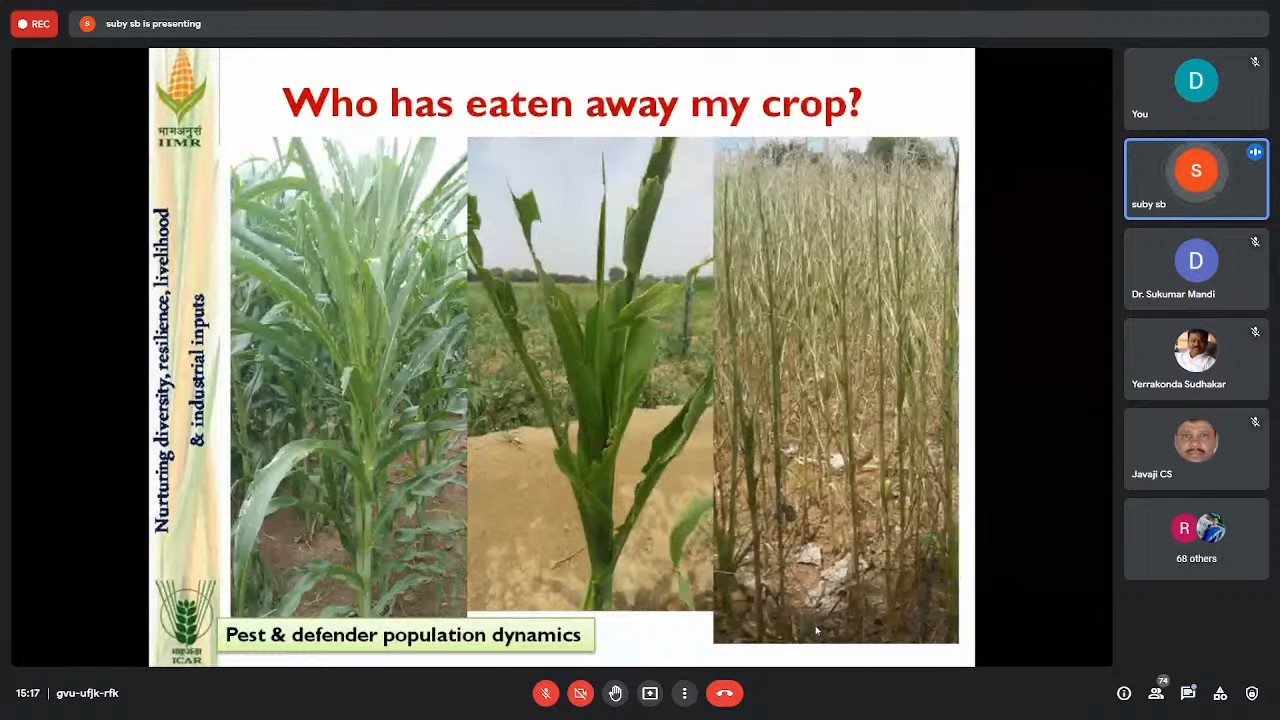 REC
s
suby sb is presenting
Who has eaten away my crop?
भाकृअनुसं
IIMR
Nurturing diversity, resilience, livelihood
& industrial inputs
ICAR
Pest & defender population dynamics
D
You
s
suby sb
D
Dr. Sukumar Mandi
Yerrakonda Sudhakar
Javaji CS
R
68 others
15:17 | gvu-ufjk-rfk
74